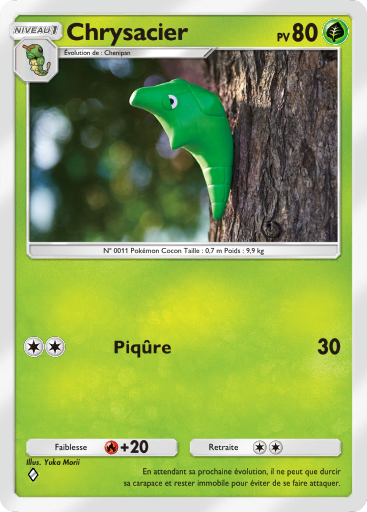 NIVEAU 1
Chrysacier
PV 80
Évolution de : Chenipan
N° 0011 Pokémon Cocon Taille : 0,7 m Poids : 9,9 kg
Piqûre 30
Faiblesse +20
Retraite
Illus. Yuka Morii
En attendant sa prochaine évolution, il ne peut que durcir
sa carapace et rester immobile pour éviter de se faire attaquer.